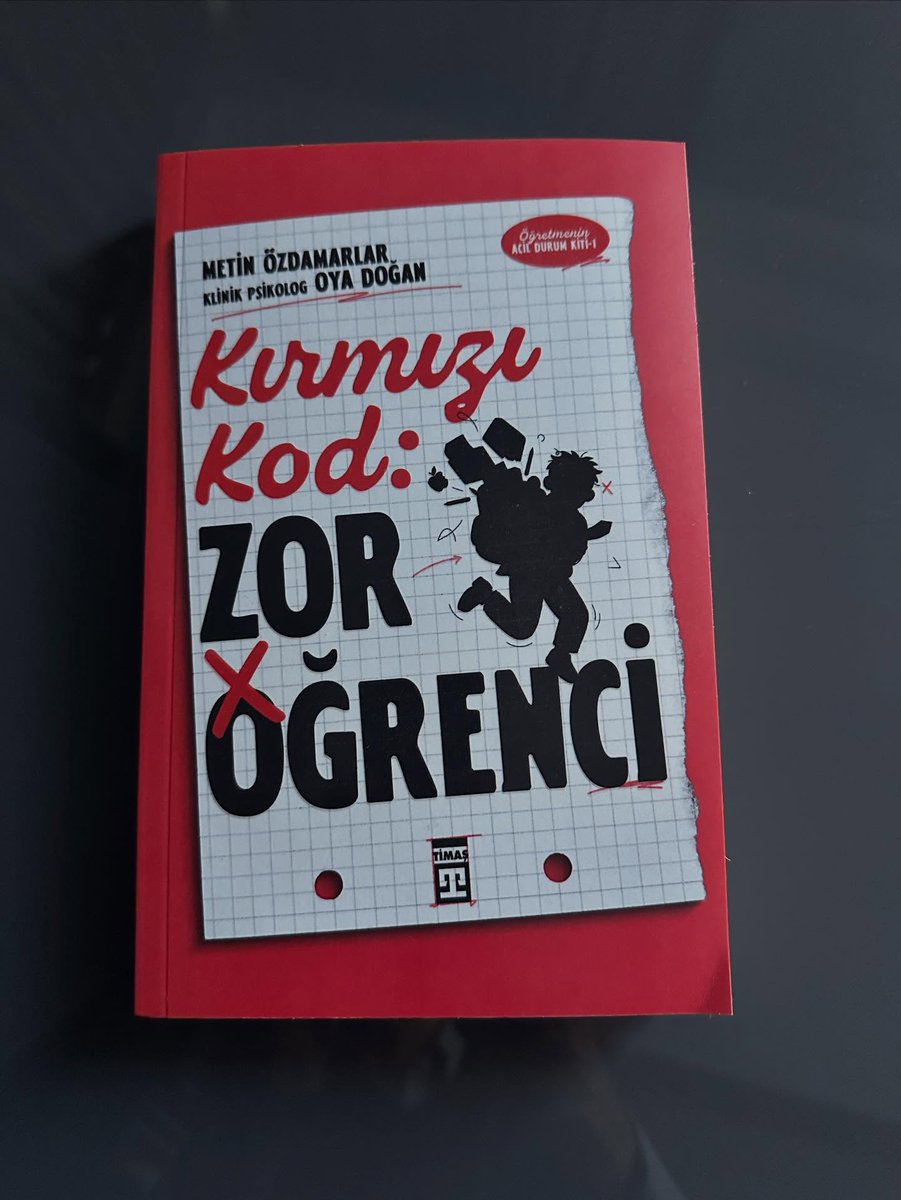 METİN ÖZDAMARLAR
KLİNİK PSİKOLOG OYA DOĞAN
Öğretmenin
ACİL DURUM KİTİ-1
Kırmızı
Kod:
ZOR
ÖĞRENCİ
TİMAŞ